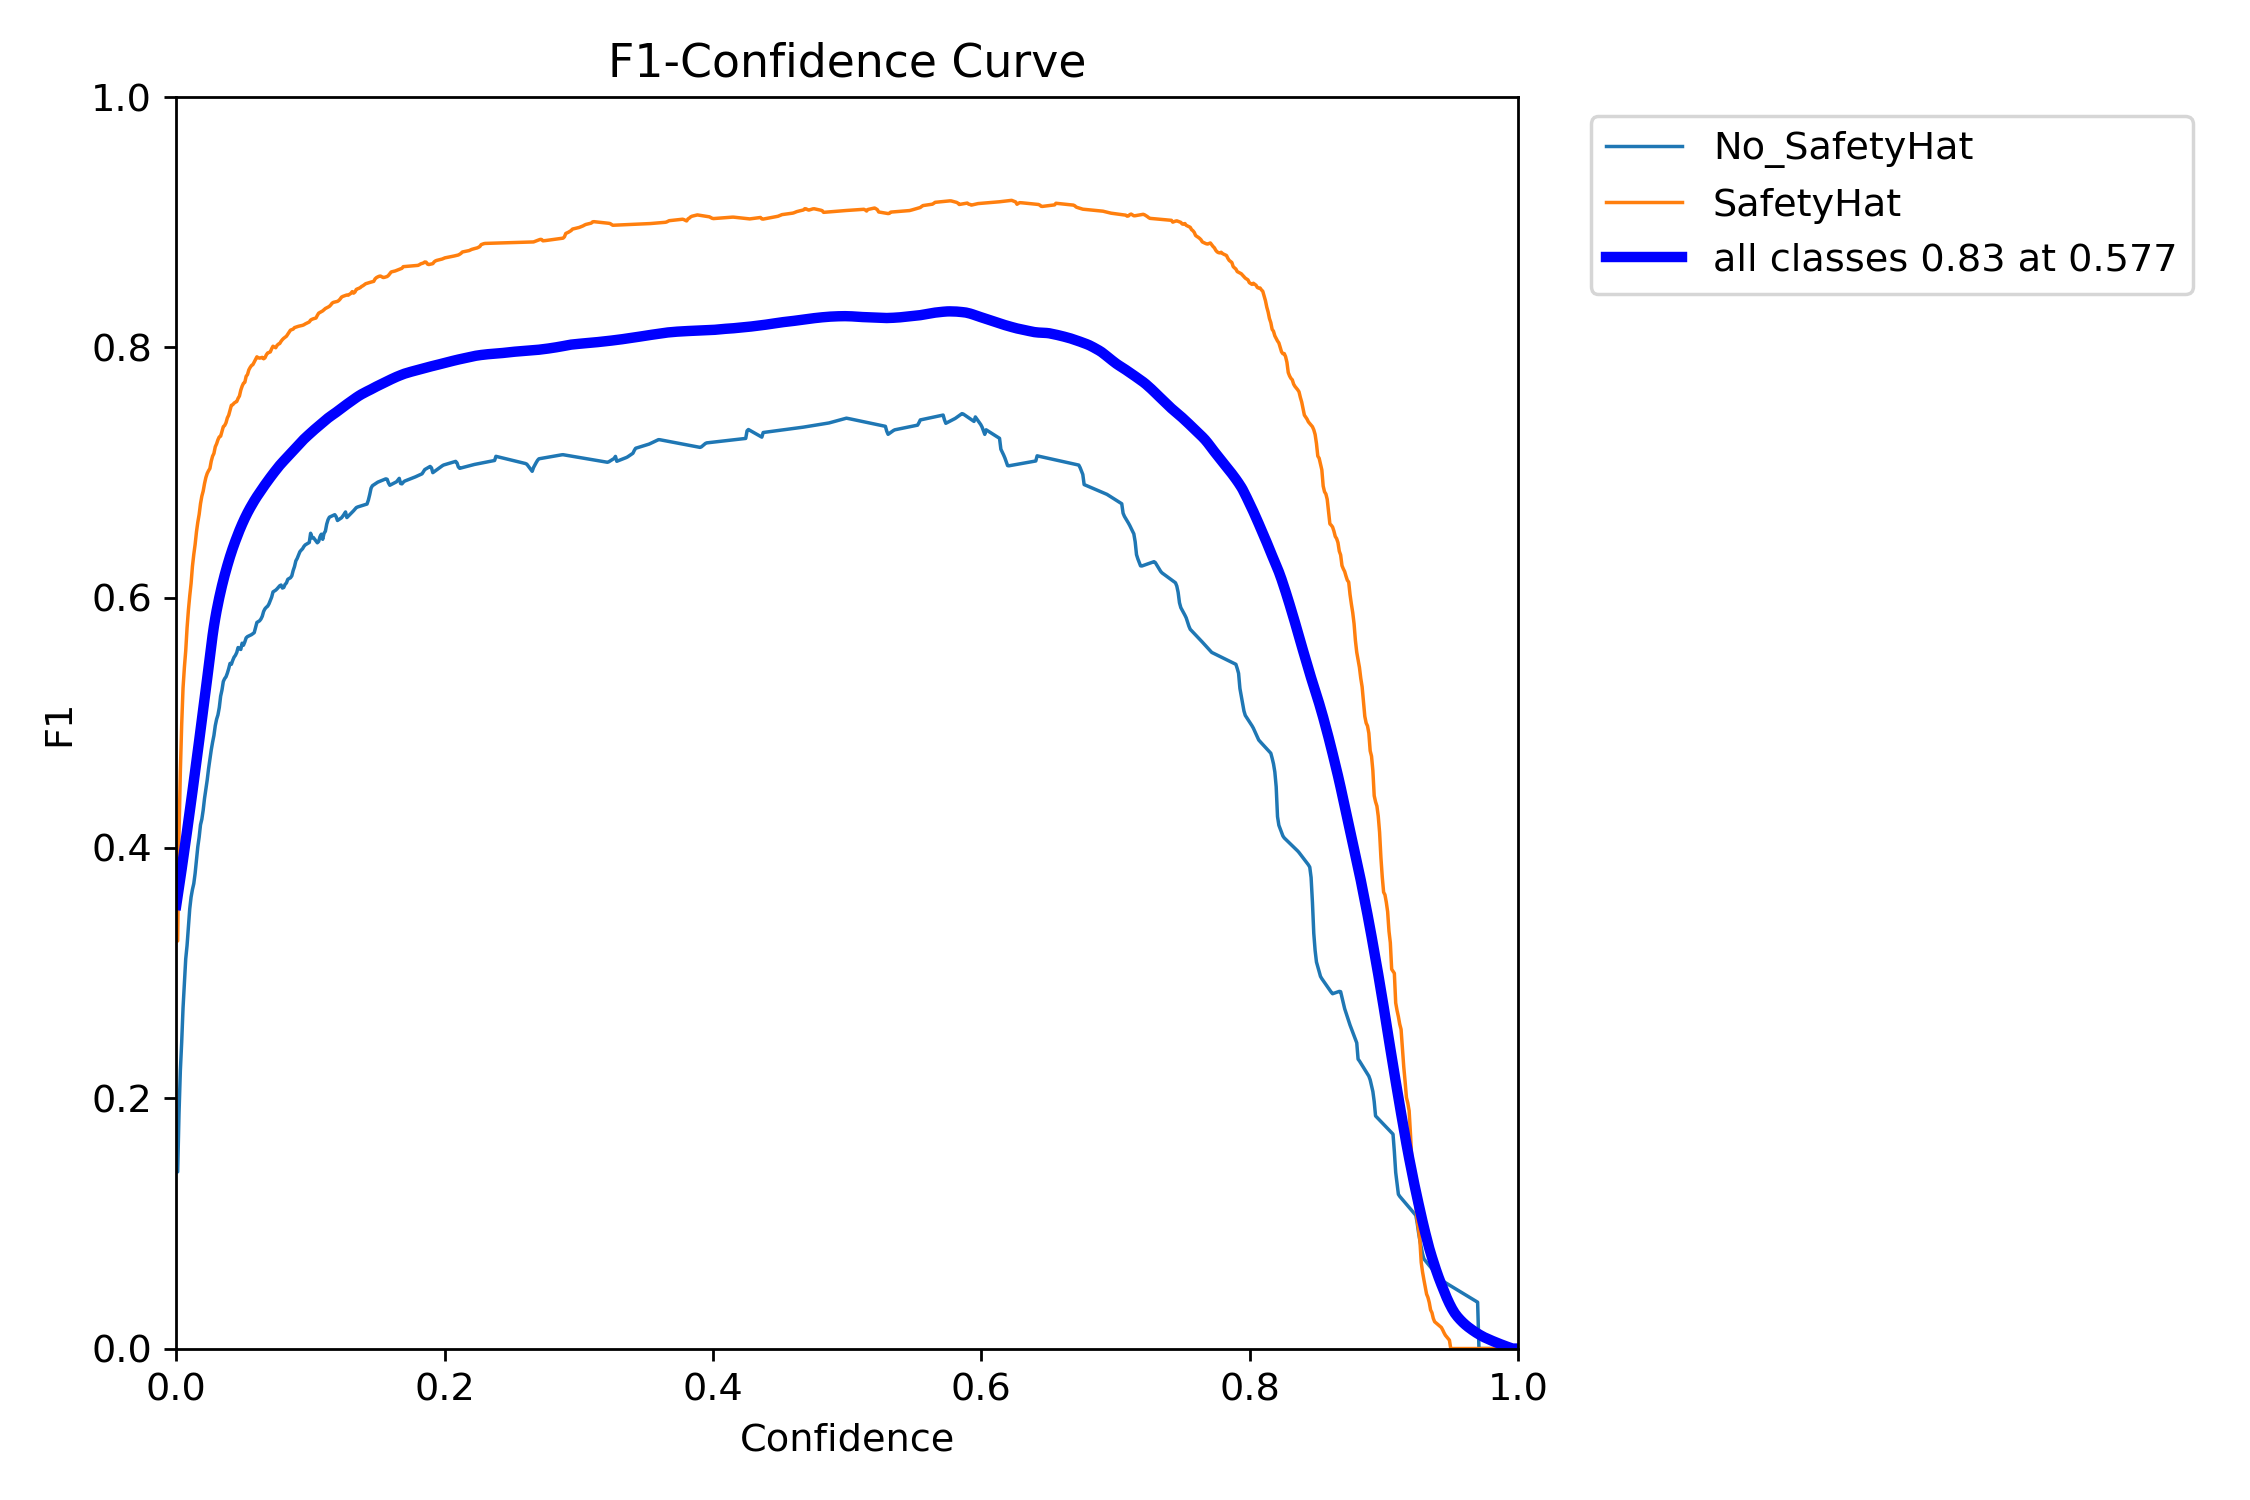 F1-Confidence Curve
No_SafetyHat
SafetyHat
all classes 0.83 at 0.577
1.0
0.8
0.6
0.4
0.2
0.0
F1
0.0 0.2 0.4 0.6 0.8 1.0
Confidence